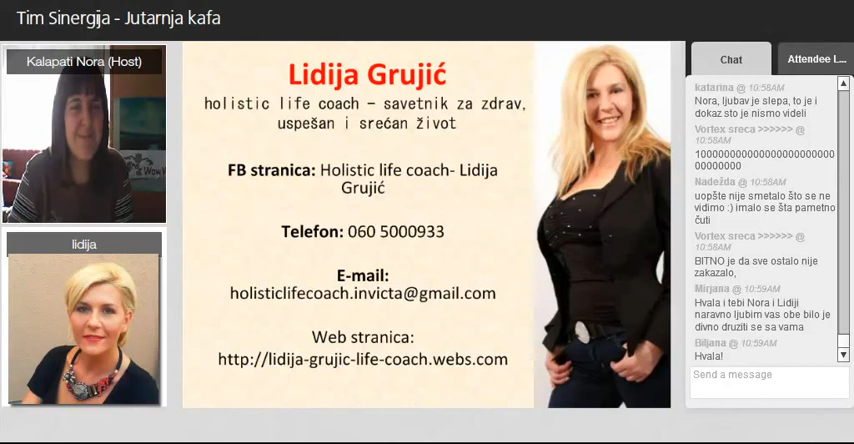 Tim Sinergija - Jutarnja kafa
Kalapati Nora (Host)
lidija
Lidija Grujić
holistic life coach – savetnik za zdrav,
uspešan i srećan život
FB stranica: Holistic life coach- Lidija
Grujić
Telefon: 060 5000933
E-mail:
holisticlifecoach.invicta@gmail.com
Web stranica:
http://lidija-grujic-life-coach.webs.com
Chat
Attendee L...
katarina @ 10:58AM
Nora, ljubav je slepa, to je i
dokaz sto je nismo videli
Vortex sreca >>>>>> @
10:58AM
Nadežda @ 10:58AM
uopšte nije smetalo što se ne
vidimo :) imalo se šta pametno
čuti
Vortex sreca >>>>>> @
10:58AM
BITNO je da sve ostalo nije
zakazalo,
Mirjana @ 10:59AM
Hvala i tebi Nora i Lidiji
naravno ljubim vas obe bilo je
divno druziti se sa vama
Biljana @ 10:59AM
Hvala!
Send a message